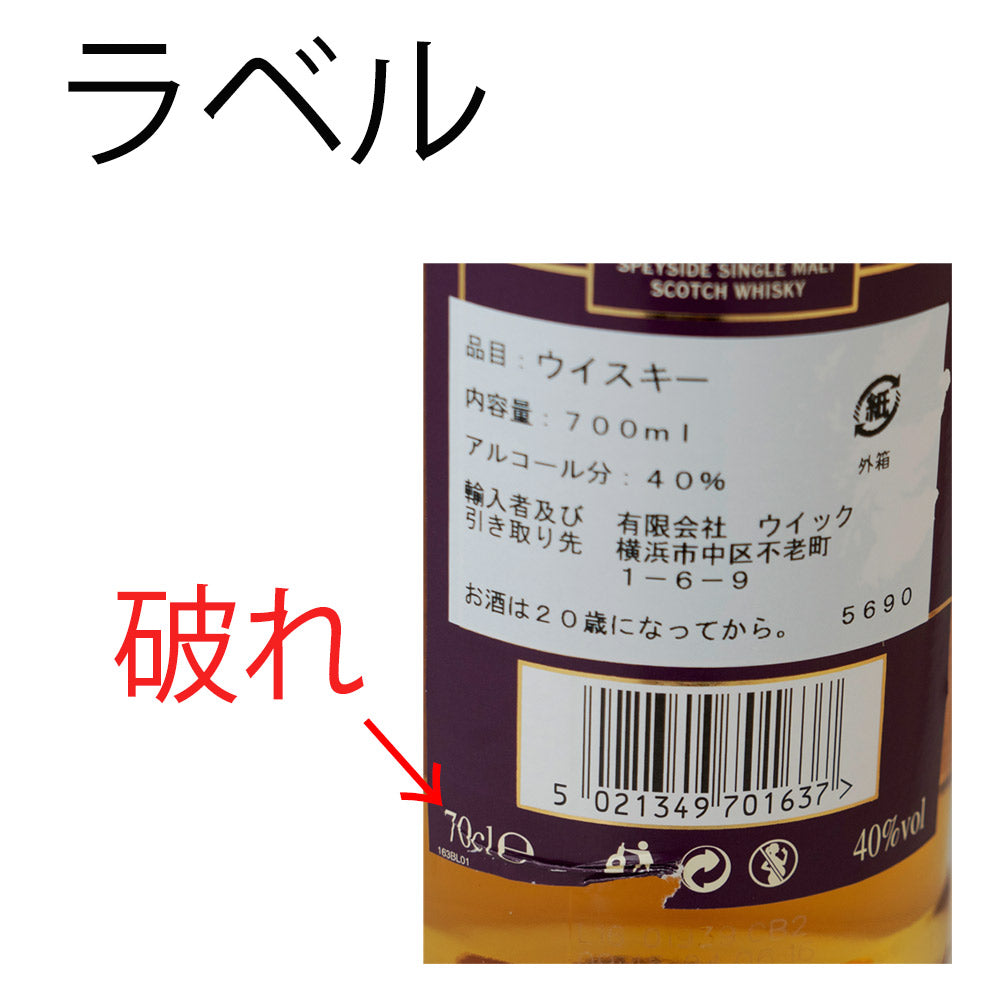 ラベル
SPEYSIDE SINGLE MALT
SCOTCH WHISKY
品目：ウイスキー
内容量：700ml
アルコール分：40%
紙
外箱
輸入者及び 有限会社 ウイック
引き取り先 横浜市中区不老町
1-6-9
お酒は20歳になってから。 5690
破れ
5 021349 701637 >
70cl e
40%vol
163BL01